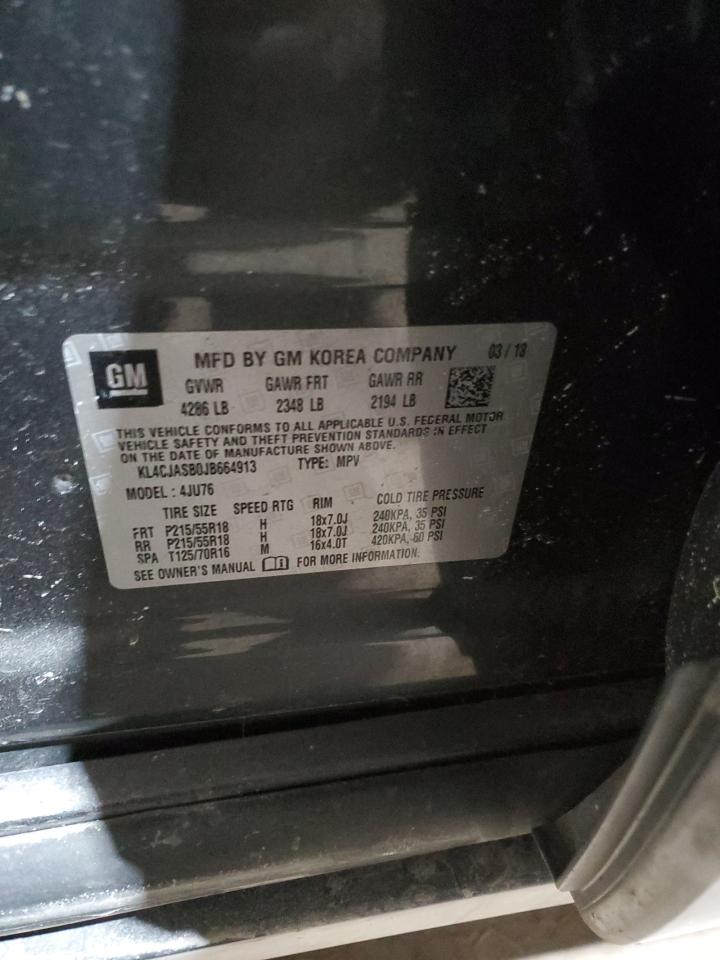 GM
MFD BY GM KOREA COMPANY 03/18
GVWR GAWR FRT GAWR RR
4286 LB 2348 LB 2194 LB
THIS VEHICLE CONFORMS TO ALL APPLICABLE U.S. FEDERAL MOTOR
VEHICLE SAFETY AND THEFT PREVENTION STANDARDS IN EFFECT
ON THE DATE OF MANUFACTURE SHOWN ABOVE.
KL4CJASB0JB664913 TYPE: MPV
MODEL: 4JU76
TIRE SIZE SPEED RTG RIM COLD TIRE PRESSURE
FRT P215/55R18 H 18x7.0J 240KPA, 35 PSI
RR P215/55R18 H 18x7.0J 240KPA, 35 PSI
SPA T125/70R16 M 16x4.0T 420KPA, 60 PSI
SEE OWNER'S MANUAL FOR MORE INFORMATION.